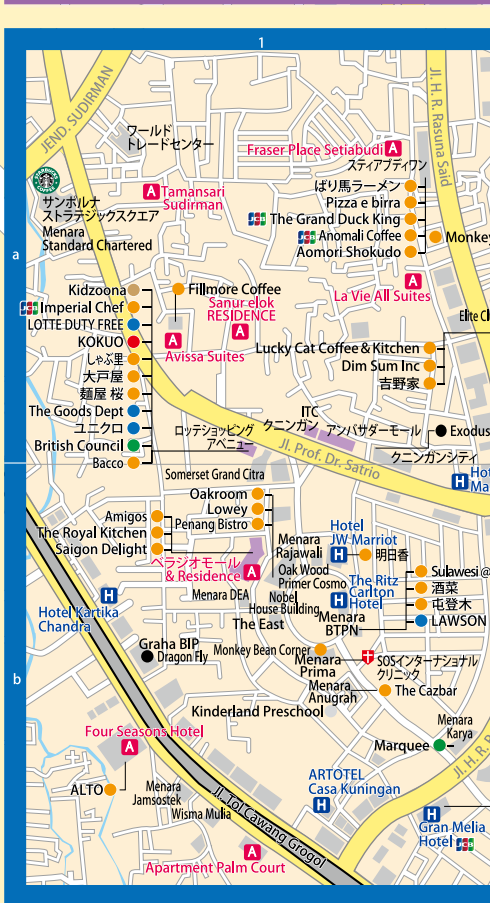 1
JEND. SUDIRMAN
Jl. H. R. Rasuna Said
ワールド
トレードセンター
Fraser Place Setiabudi
A
スティアブディワン
STARBUCKS COFFEE
サンポルナ
ストラテジックスクエア
Menara
Standard Chartered
A
Tamansari
Sudirman
ばり馬ラーメン
Pizza e birra
JCB The Grand Duck King
JCB Anomali Coffee
Monkey
Aomori Shokudo
a
Kidzoona
JCB Imperial Chef
LOTTE DUTY FREE
KOKUO
しゃぶ里
大戸屋
麺屋 桜
The Goods Dept
ユニクロ
British Council
Bacco
Fillmore Coffee
Sanur elok
RESIDENCE
A
A
Avissa Suites
A
La Vie All Suites
Elite Cl
Lucky Cat Coffee & Kitchen
Dim Sum Inc
吉野家
ロッテショッピング
アベニュー
ITC
クニンガン
アンバサダーモール
Exodus
Jl. Prof. Dr. Satrio
クニンガンシティ
Somerset Grand Citra
H
Hot
Ma
Oakroom
Lowey
Penang Bistro
Amigos
The Royal Kitchen
Saigon Delight
ベラジオモール
& Residence
A
Menara DEA
Menara
Rajawali
Oak Wood
Primer Cosmo
Nobel
House Building
The East
Hotel
JW Marriot
H
明日香
The Ritz
Carlton
Hotel
H
Menara
BTPN
Sulawesi@
酒菜
屯登木
LAWSON
H
Hotel Kartika
Chandra
Graha BIP
Dragon Fly
Monkey Bean Corner
Menara
Prima
SOSインターナショナル
クリニック
Menara
Anugrah
The Cazbar
b
Kinderland Preschool
Menara
Karya
Marquee
Four Seasons Hotel
A
ALTO
Menara
Jamsostek
Wisma Mulia
Jl. Tol Cawang Grogol
ARTOTEL
Casa Kuningan
H
Jl. H. R. R
H
Gran Melia
Hotel JCB
A
Apartment Palm Court